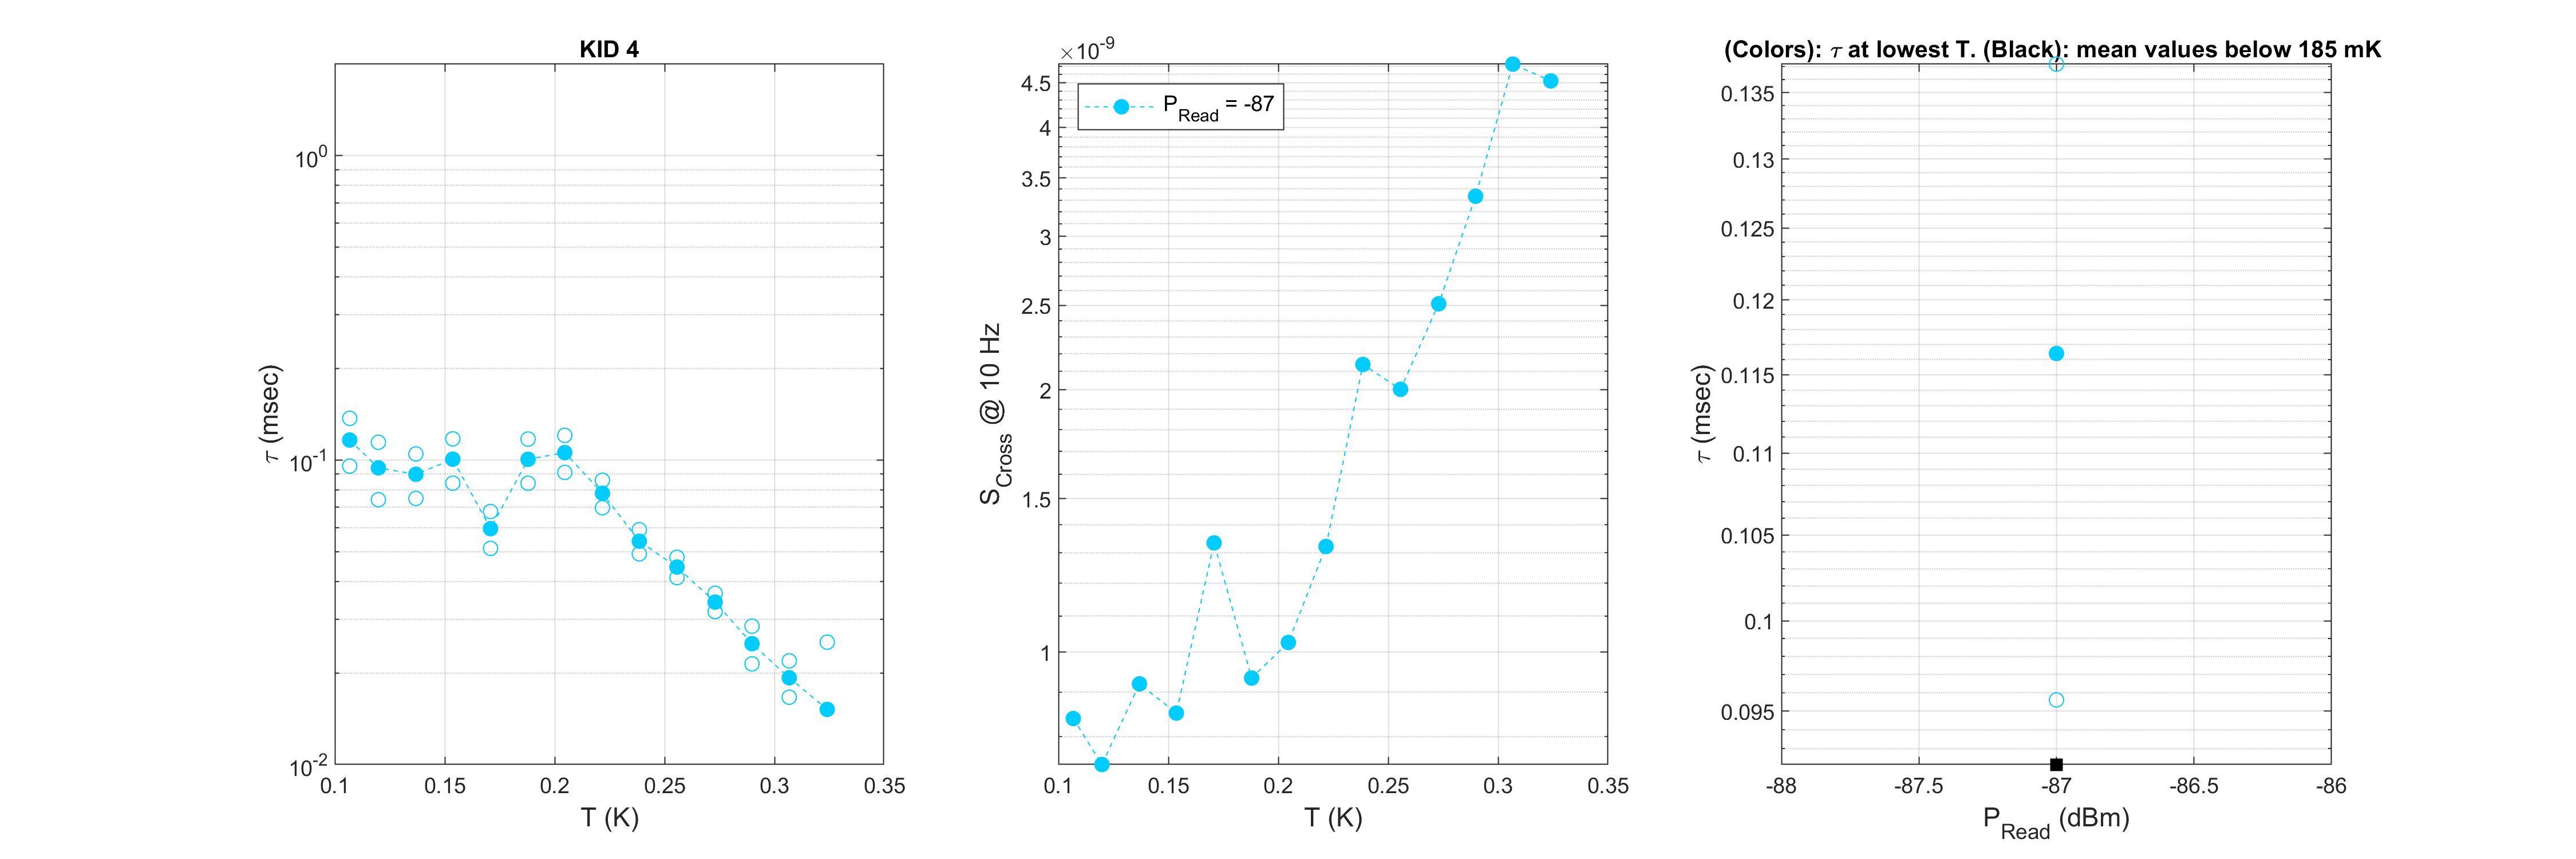 KID 4
10^0
10^-1
10^-2
0.1 0.15 0.2 0.25 0.3 0.35
T (K)
τ (msec)
×10^-9
P_Read = -87
4.5
4
3.5
3
2.5
2
1.5
1
0.1 0.15 0.2 0.25 0.3 0.35
T (K)
S_Cross @ 10 Hz
(Colors): τ at lowest T. (Black): mean values below 185 mK
0.135
0.13
0.125
0.12
0.115
0.11
0.105
0.1
0.095
-88 -87.5 -87 -86.5 -86
P_Read (dBm)
τ (msec)